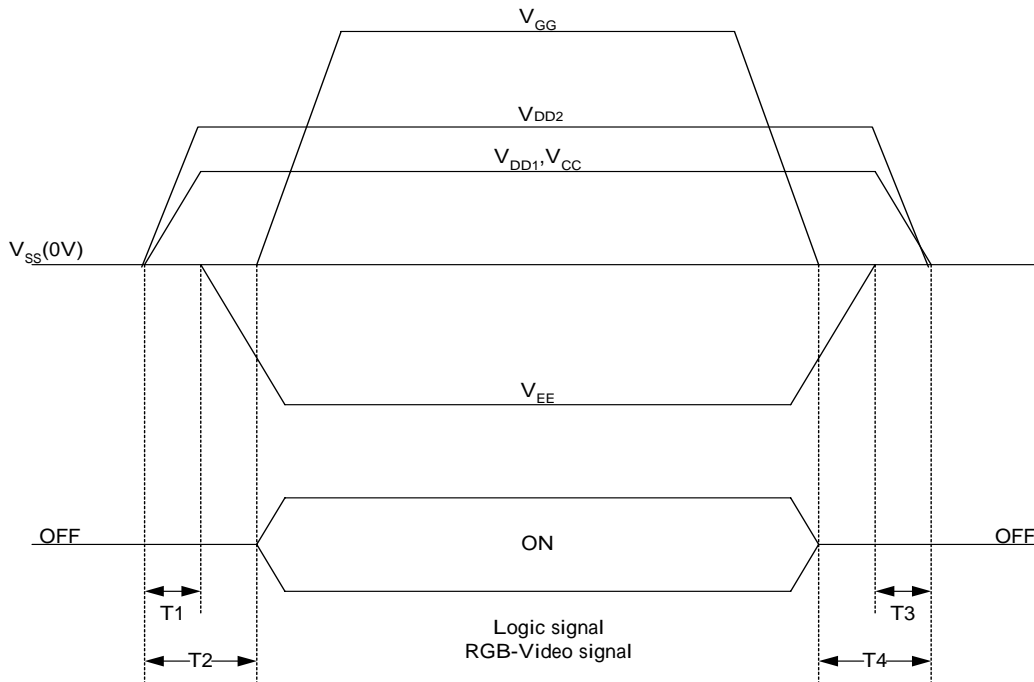 VGG
VDD2
VDD1,VCC
VSS(0V)
VEE
OFF
ON
OFF
T1
T3
Logic signal
RGB-Video signal
T2
T4